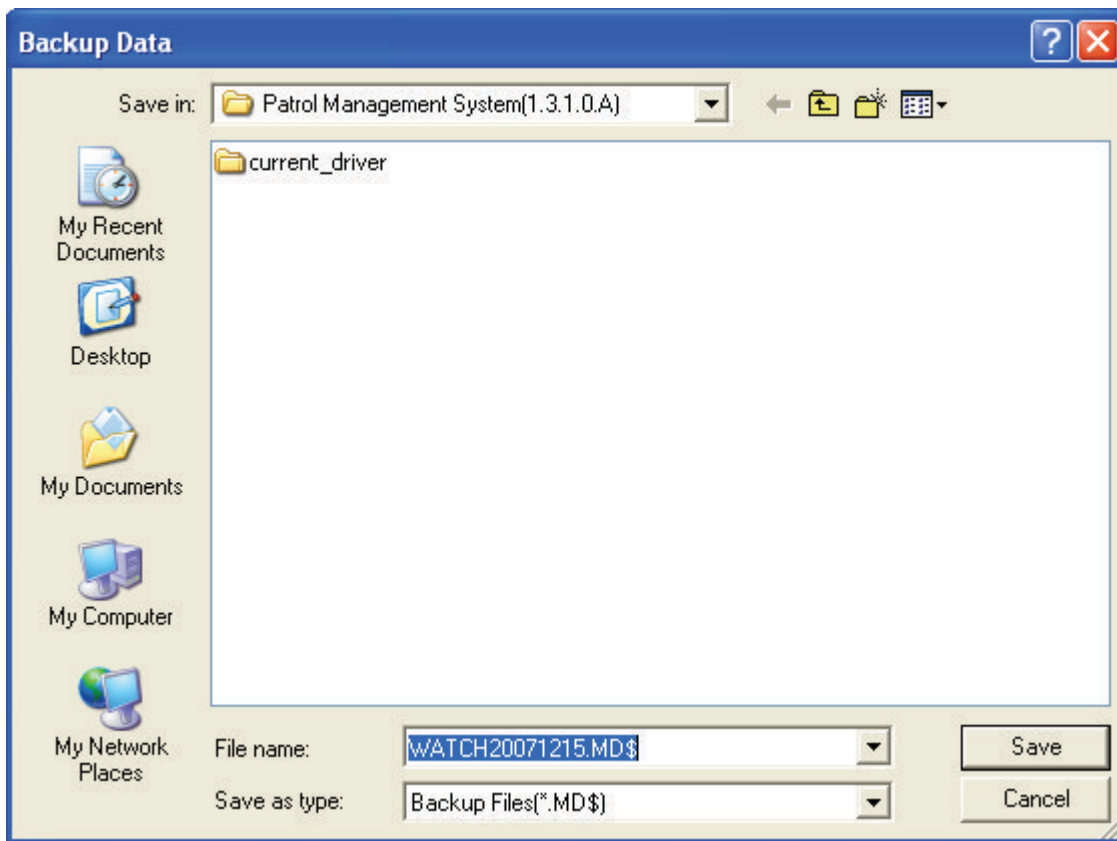 Backup Data
Save in:
Patrol Management System(1.3.1.0.A)
current_driver
My Recent
Documents
Desktop
My Documents
My Computer
My Network
Places
File name:
WATCH20071215.MD$
Save
Save as type:
Backup Files(*.MD$)
Cancel